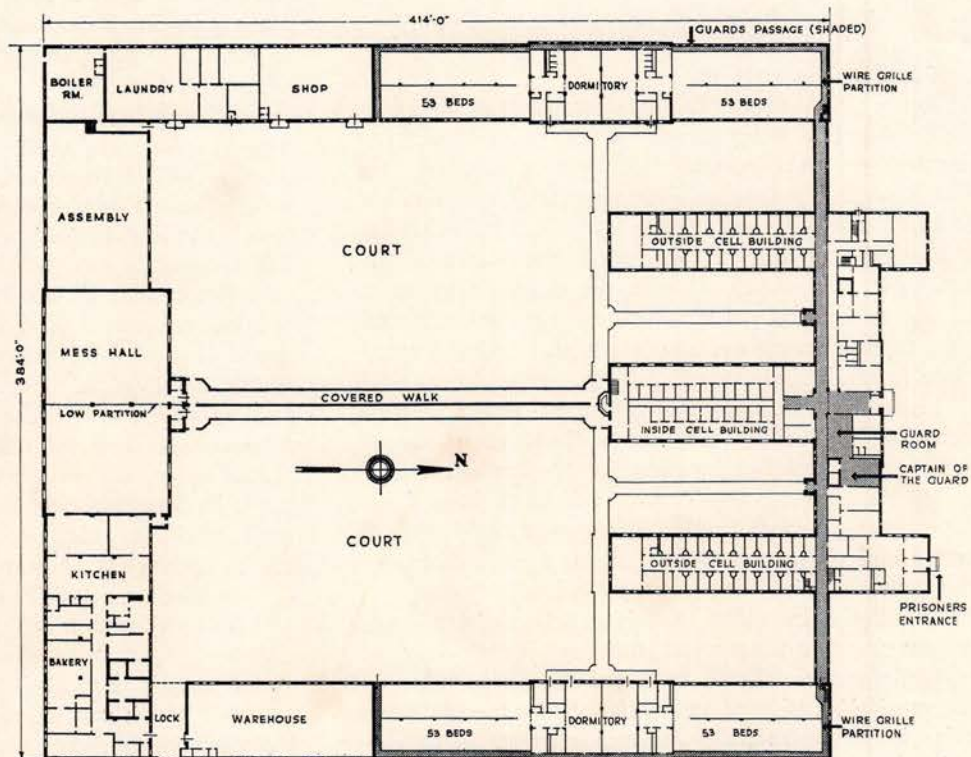 414'-0"
GUARDS PASSAGE (SHADED)
BOILER
RM.
LAUNDRY
SHOP
53 BEDS
DORMITORY
53 BEDS
WIRE GRILLE
PARTITION
ASSEMBLY
COURT
OUTSIDE CELL BUILDING
384'-0"
MESS HALL
LOW PARTITION
COVERED WALK
INSIDE CELL BUILDING
GUARD
ROOM
N
CAPTAIN OF
THE GUARD
COURT
KITCHEN
OUTSIDE CELL BUILDING
PRISONERS
ENTRANCE
BAKERY
LOCK
WAREHOUSE
53 BEDS
DORMITORY
53 BEDS
WIRE GRILLE
PARTITION